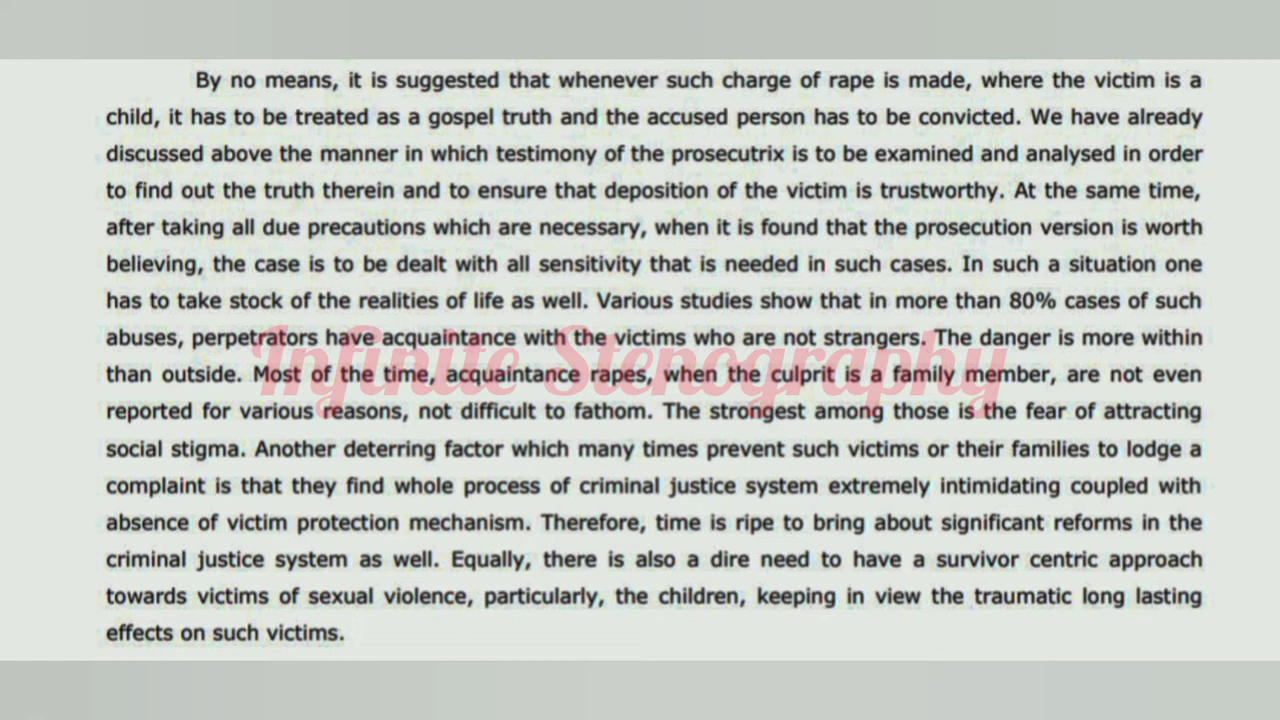 By no means, it is suggested that whenever such charge of rape is made, where the victim is a
child, it has to be treated as a gospel truth and the accused person has to be convicted. We have already
discussed above the manner in which testimony of the prosecutrix is to be examined and analysed in order
to find out the truth therein and to ensure that deposition of the victim is trustworthy. At the same time,
after taking all due precautions which are necessary, when it is found that the prosecution version is worth
believing, the case is to be dealt with all sensitivity that is needed in such cases. In such a situation one
has to take stock of the realities of life as well. Various studies show that in more than 80% cases of such
abuses, perpetrators have acquaintance with the victims who are not strangers. The danger is more within
Infinite Stenography
than outside. Most of the time, acquaintance rapes, when the culprit is a family member, are not even
reported for various reasons, not difficult to fathom. The strongest among those is the fear of attracting
social stigma. Another deterring factor which many times prevent such victims or their families to lodge a
complaint is that they find whole process of criminal justice system extremely intimidating coupled with
absence of victim protection mechanism. Therefore, time is ripe to bring about significant reforms in the
criminal justice system as well. Equally, there is also a dire need to have a survivor centric approach
towards victims of sexual violence, particularly, the children, keeping in view the traumatic long lasting
effects on such victims.